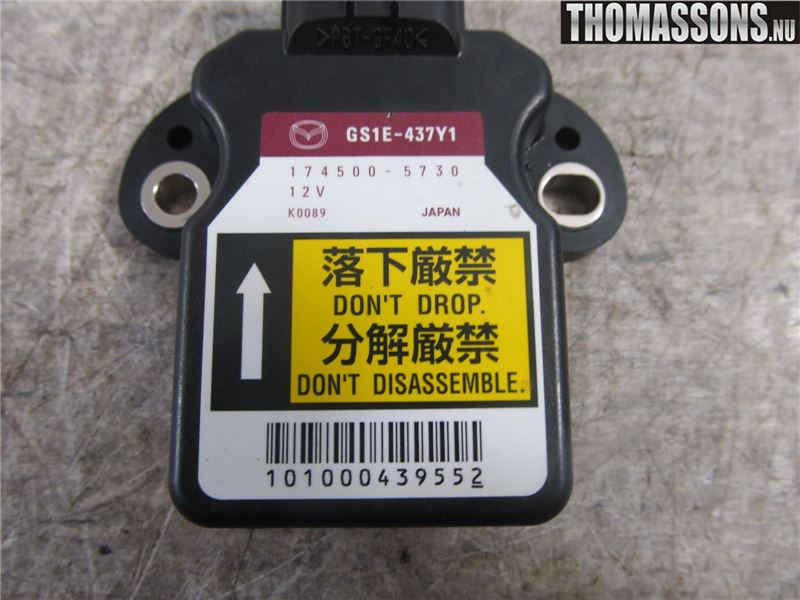 THOMASSONS.NU
>PBT-GF40<
GS1E-437Y1
174500-5730
12V
K0089 JAPAN
落下厳禁
DON'T DROP.
分解厳禁
DON'T DISASSEMBLE.
101000439552